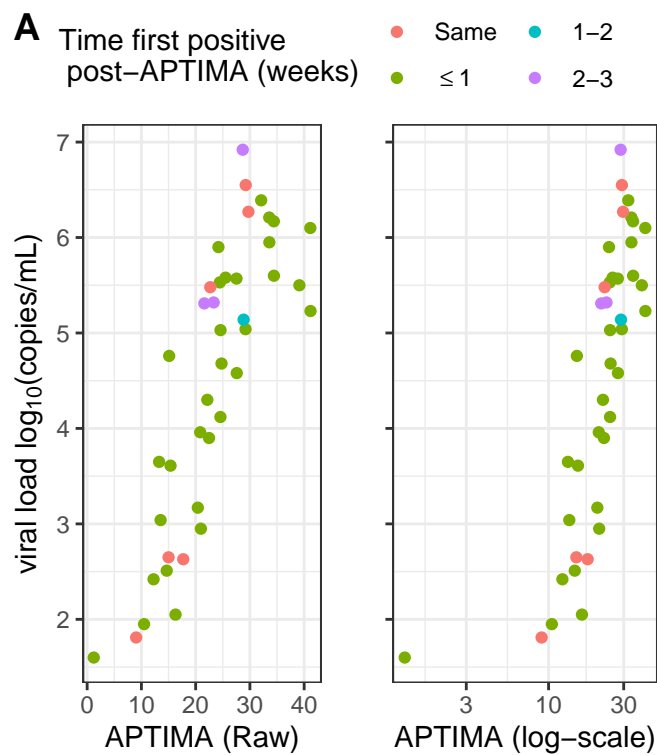 A
Time first positive
post−APTIMA (weeks)
Same
1−2
≤ 1
2−3
viral load log₁₀(copies/mL)
7
6
5
4
3
2
0 10 20 30 40
3 10 30
APTIMA (Raw)
APTIMA (log−scale)